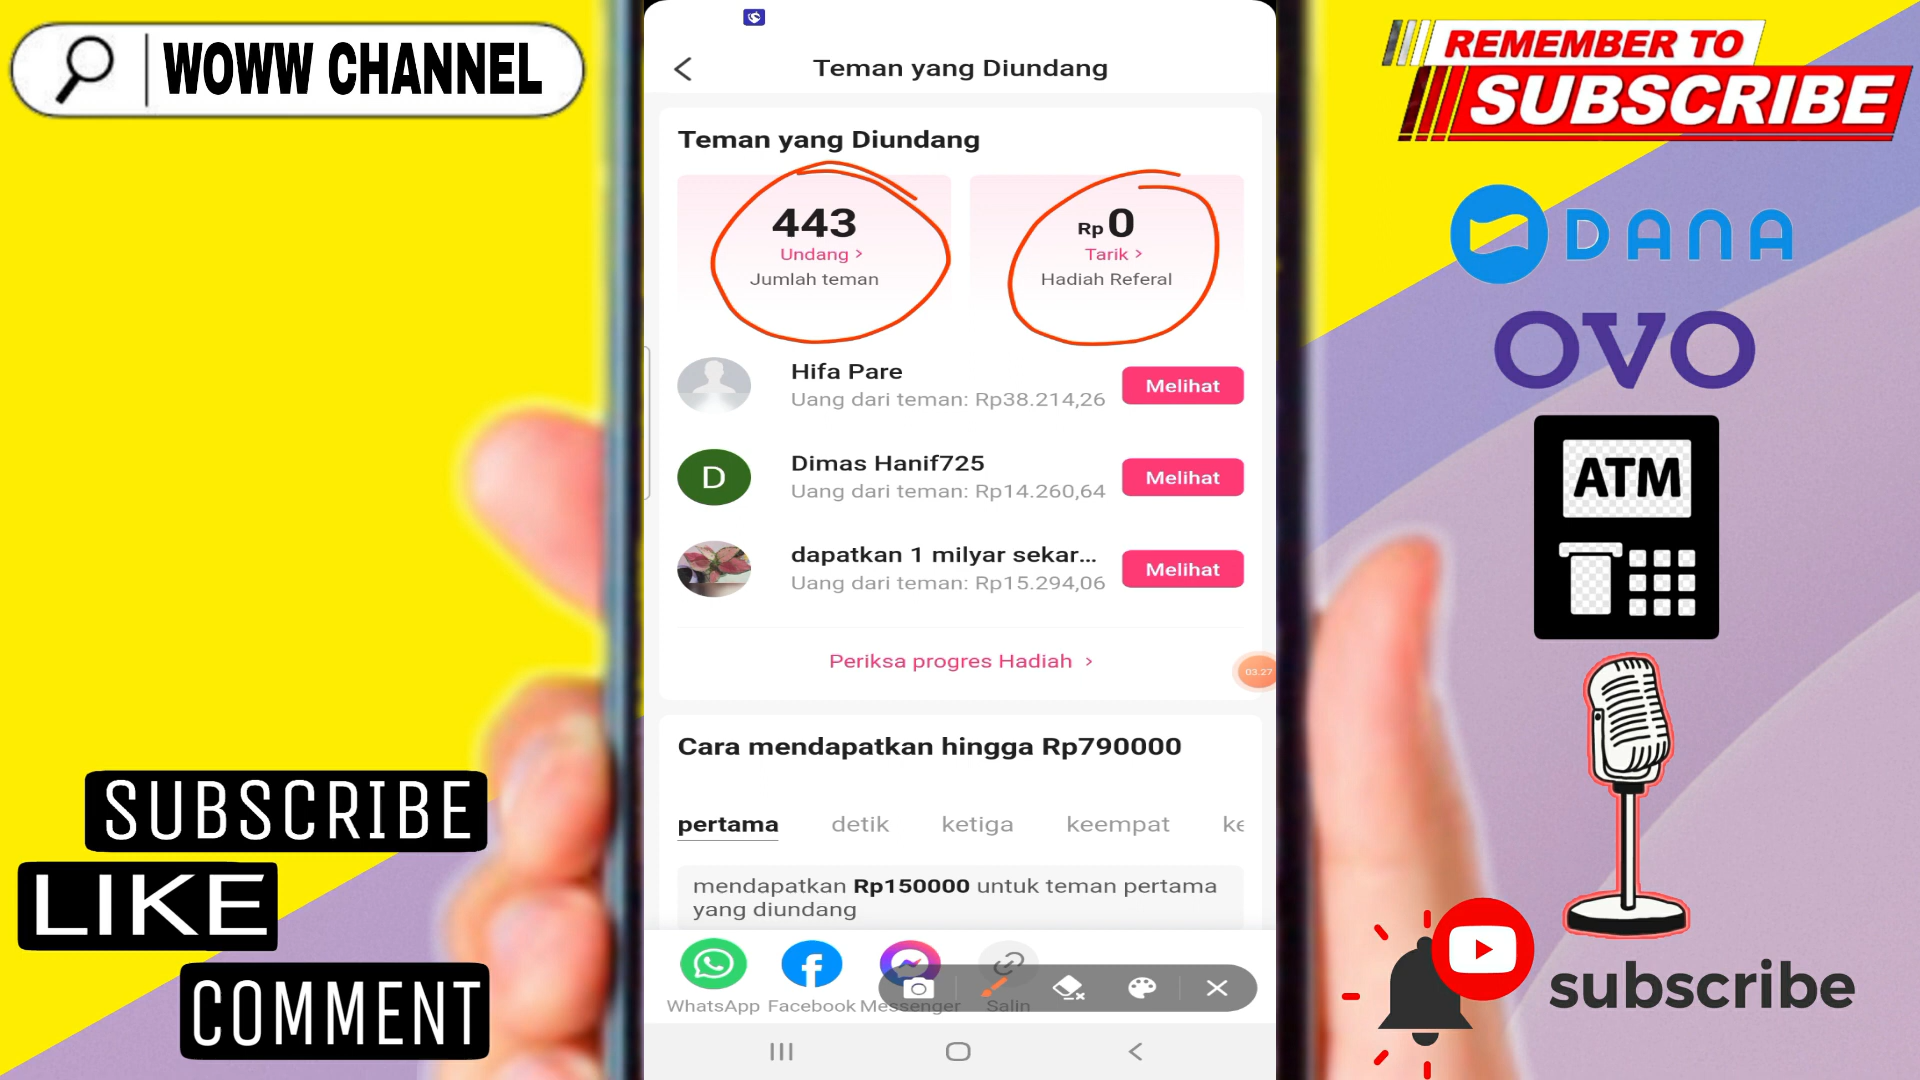 WOWW CHANNEL
SUBSCRIBE
LIKE
COMMENT
Teman yang Diundang
Teman yang Diundang
443
Undang >
Jumlah teman
Rp0
Tarik >
Hadiah Referal
Hifa Pare
Uang dari teman: Rp38.214,26
Melihat
D
Dimas Hanif725
Uang dari teman: Rp14.260,64
Melihat
dapatkan 1 milyar sekar...
Uang dari teman: Rp15.294,06
Melihat
Periksa progres Hadiah >
03.27
Cara mendapatkan hingga Rp790000
pertama detik ketiga keempat ke
mendapatkan Rp150000 untuk teman pertama
yang diundang
WhatsApp Facebook Messenger Salin
REMEMBER TO
SUBSCRIBE
DANA
OVO
ATM
subscribe